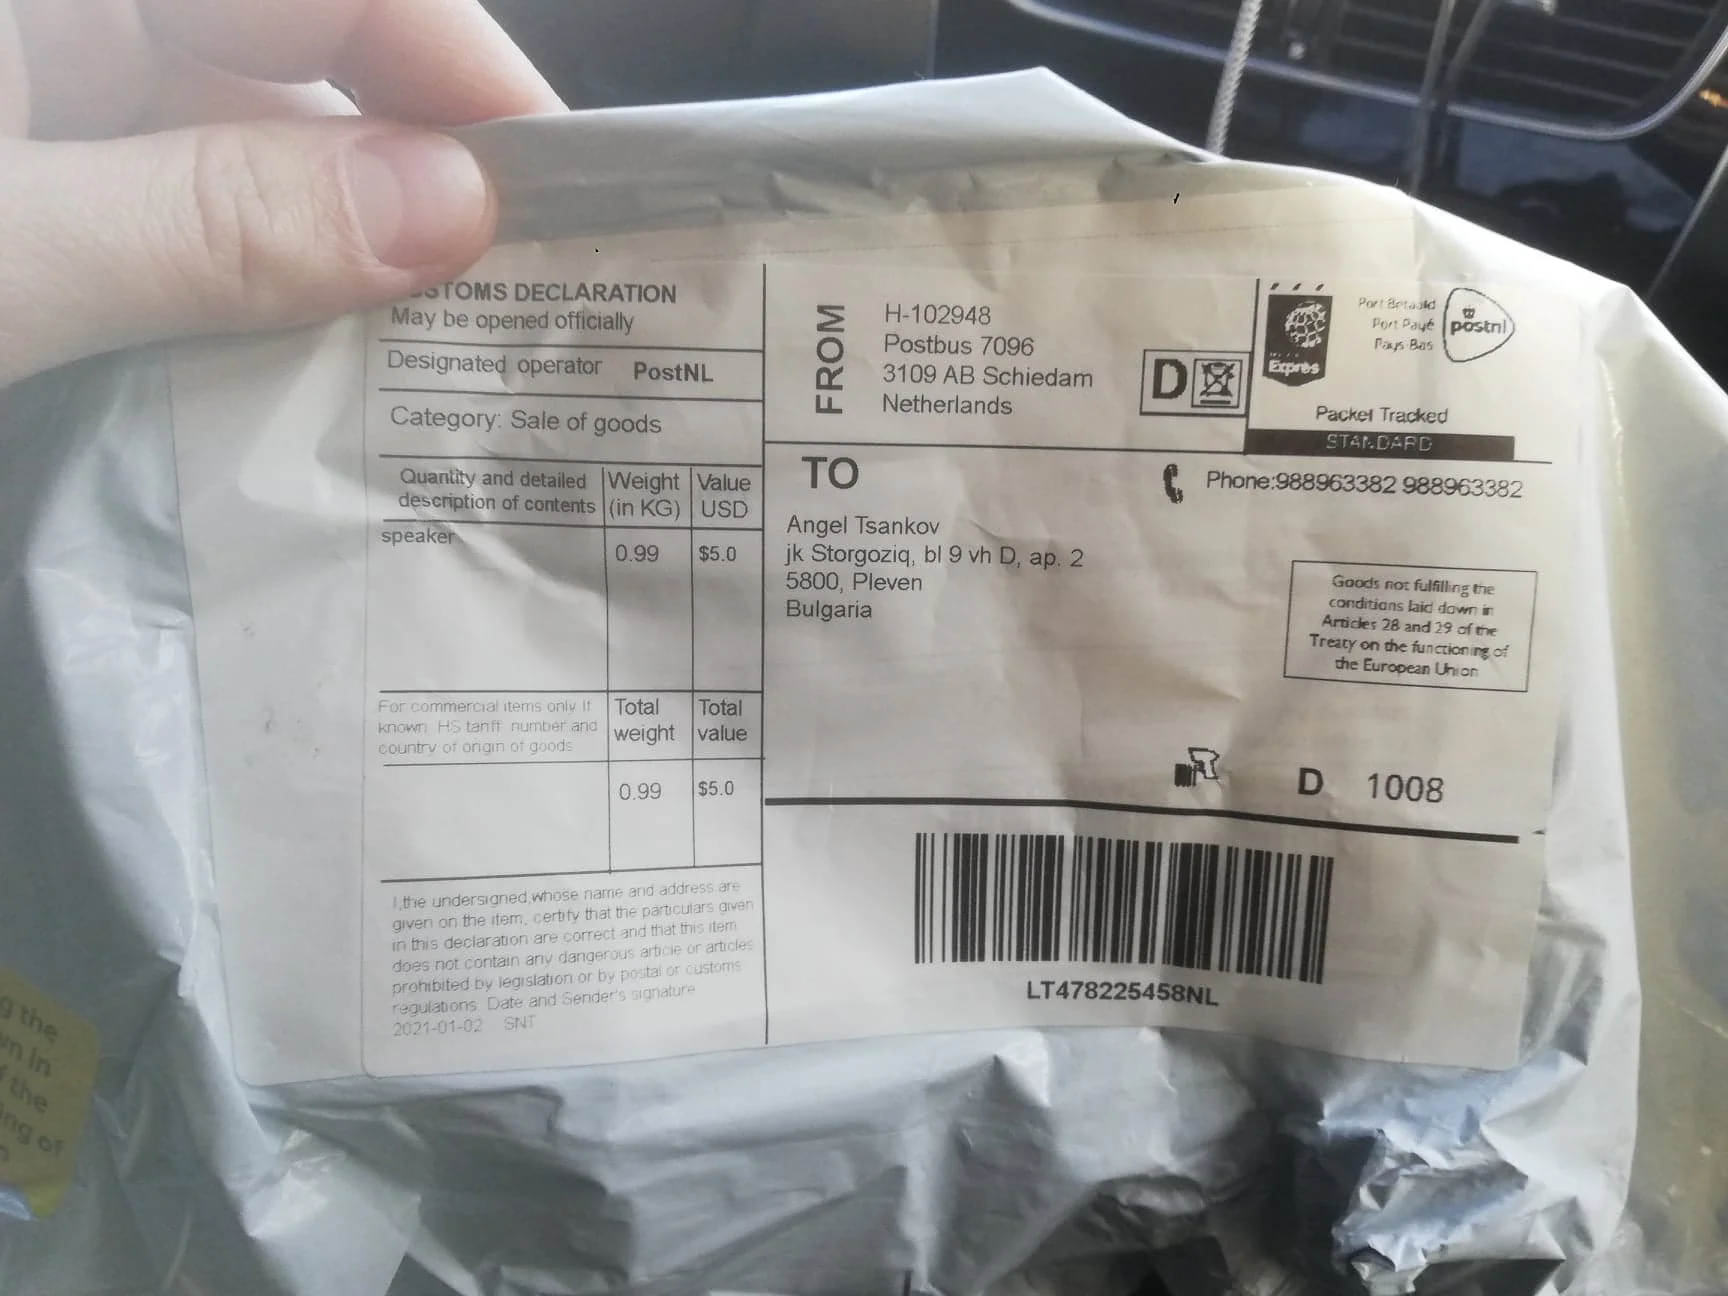 STOMS DECLARATION
May be opened officially
Designated operator PostNL
Category: Sale of goods
Quantity and detailed
description of contents
Weight
(in KG)
Value
USD
speaker
0.99
$5.0
For commercial items only If
known HS tariff number and
country of origin of goods
Total
weight
Total
value
0.99
$5.0
I,the undersigned,whose name and address are
given on the item, certify that the particulars given
in this declaration are correct and that this item
does not contain any dangerous article or articles
prohibited by legislation or by postal or customs
regulations Date and Sender's signature
2021-01-02 SNT
FROM
H-102948
Postbus 7096
3109 AB Schiedam
Netherlands
D
Exprès
Port Betaald
Port Payé
Pays-Bas
postnl
Packet Tracked
STANDARD
TO
Phone:988963382 988963382
Angel Tsankov
jk Storgoziq, bl 9 vh D, ap. 2
5800, Pleven
Bulgaria
Goods not fulfilling the
conditions laid down in
Articles 28 and 29 of the
Treaty on the functioning of
the European Union
D 1008
LT478225458NL
g the
wn in
f the
ing of